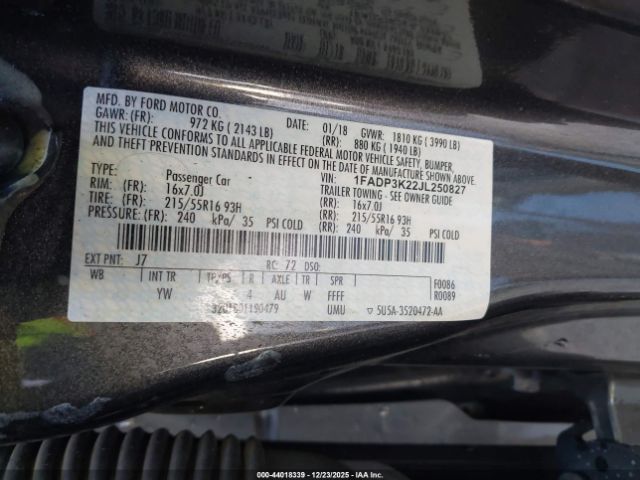 MFD. BY FORD MOTOR CO.
DATE: 01/18 GVWR: 1810 KG ( 3990 LB)
GAWR: (FR): 972 KG ( 2143 LB) (RR): 880 KG ( 1940 LB)
THIS VEHICLE CONFORMS TO ALL APPLICABLE FEDERAL MOTOR VEHICLE SAFETY, BUMPER,
AND THEFT PREVENTION STANDARDS IN EFFECT ON THE DATE OF MANUFACTURE SHOWN ABOVE.
VIN: 1FADP3K22JL250827
TYPE: Passenger Car TRAILER TOWING - SEE OWNER GUIDE
RIM: (FR): 16x7.0J (RR): 16x7.0J
TIRE: (FR): 215/55R16 93H (RR): 215/55R16 93H
(FR): 240 kPa/ 35 PSI COLD (RR): 240 kPa/ 35 PSI COLD
EXT PNT: J7 RC: 72 DSO:
WB INT TR TP/PS R AXLE TR SPR F0086
YW 4 AU W FFFF R0089
UMU 5U5A-3520472-AA
-------- 000-44018339 - 12/23/2025 - IAAI.COM --------